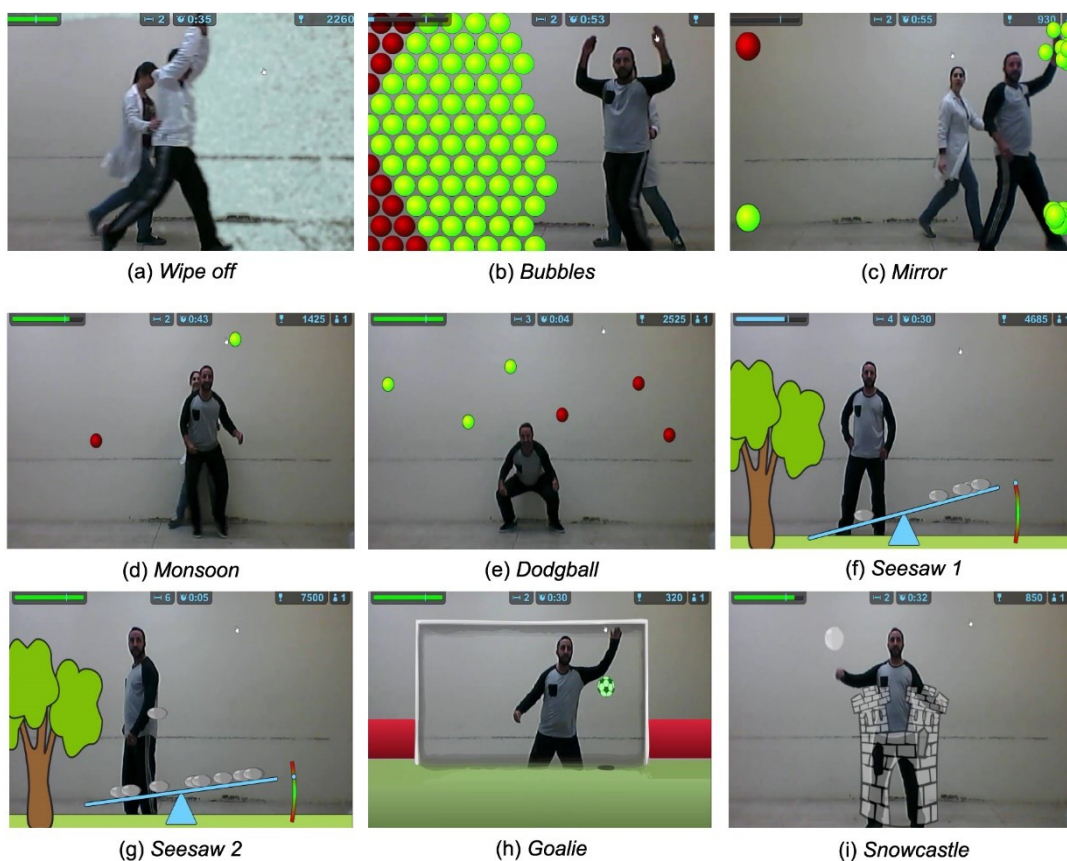 2 0:35 2260
2 0:53
2 0:55 930
(a) Wipe off
(b) Bubbles
(c) Mirror
2 0:43 1425 1
3 0:04 2525 1
4 0:30 4685 1
(d) Monsoon
(e) Dodgball
(f) Seesaw 1
6 0:05 7500 1
2 0:30 320 1
2 0:32 850 1
(g) Seesaw 2
(h) Goalie
(i) Snowcastle